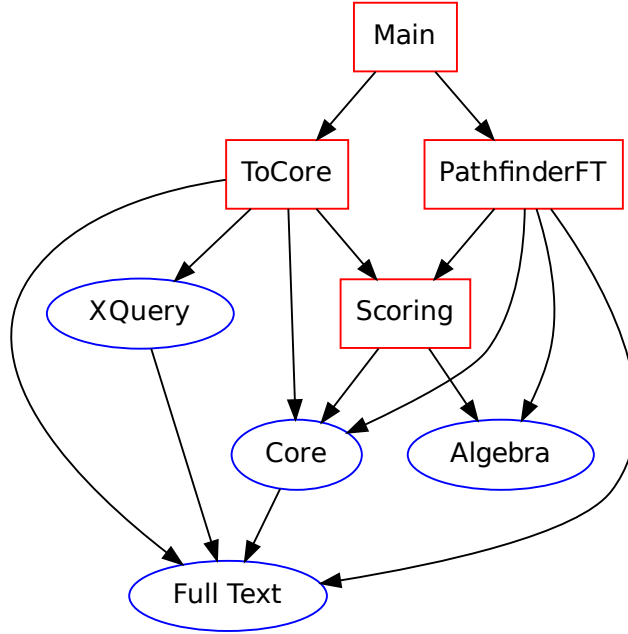 Main
ToCore
PathfinderFT
XQuery
Scoring
Core
Algebra
Full Text